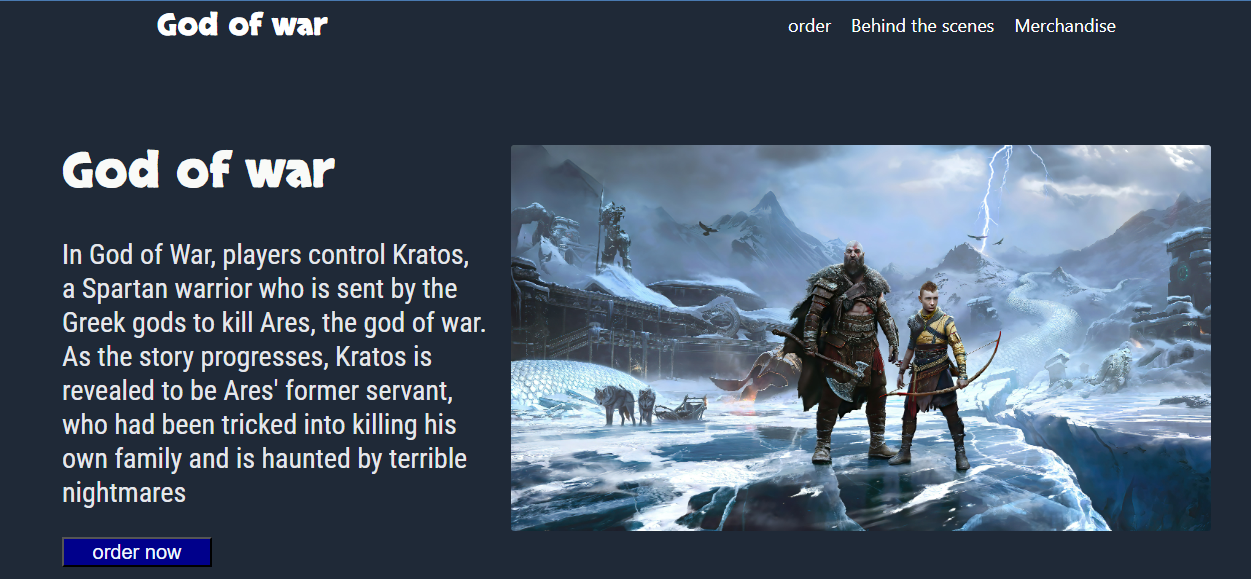 God of war
order Behind the scenes Merchandise
God of war
In God of War, players control Kratos,
a Spartan warrior who is sent by the
Greek gods to kill Ares, the god of war.
As the story progresses, Kratos is
revealed to be Ares' former servant,
who had been tricked into killing his
own family and is haunted by terrible
nightmares
order now